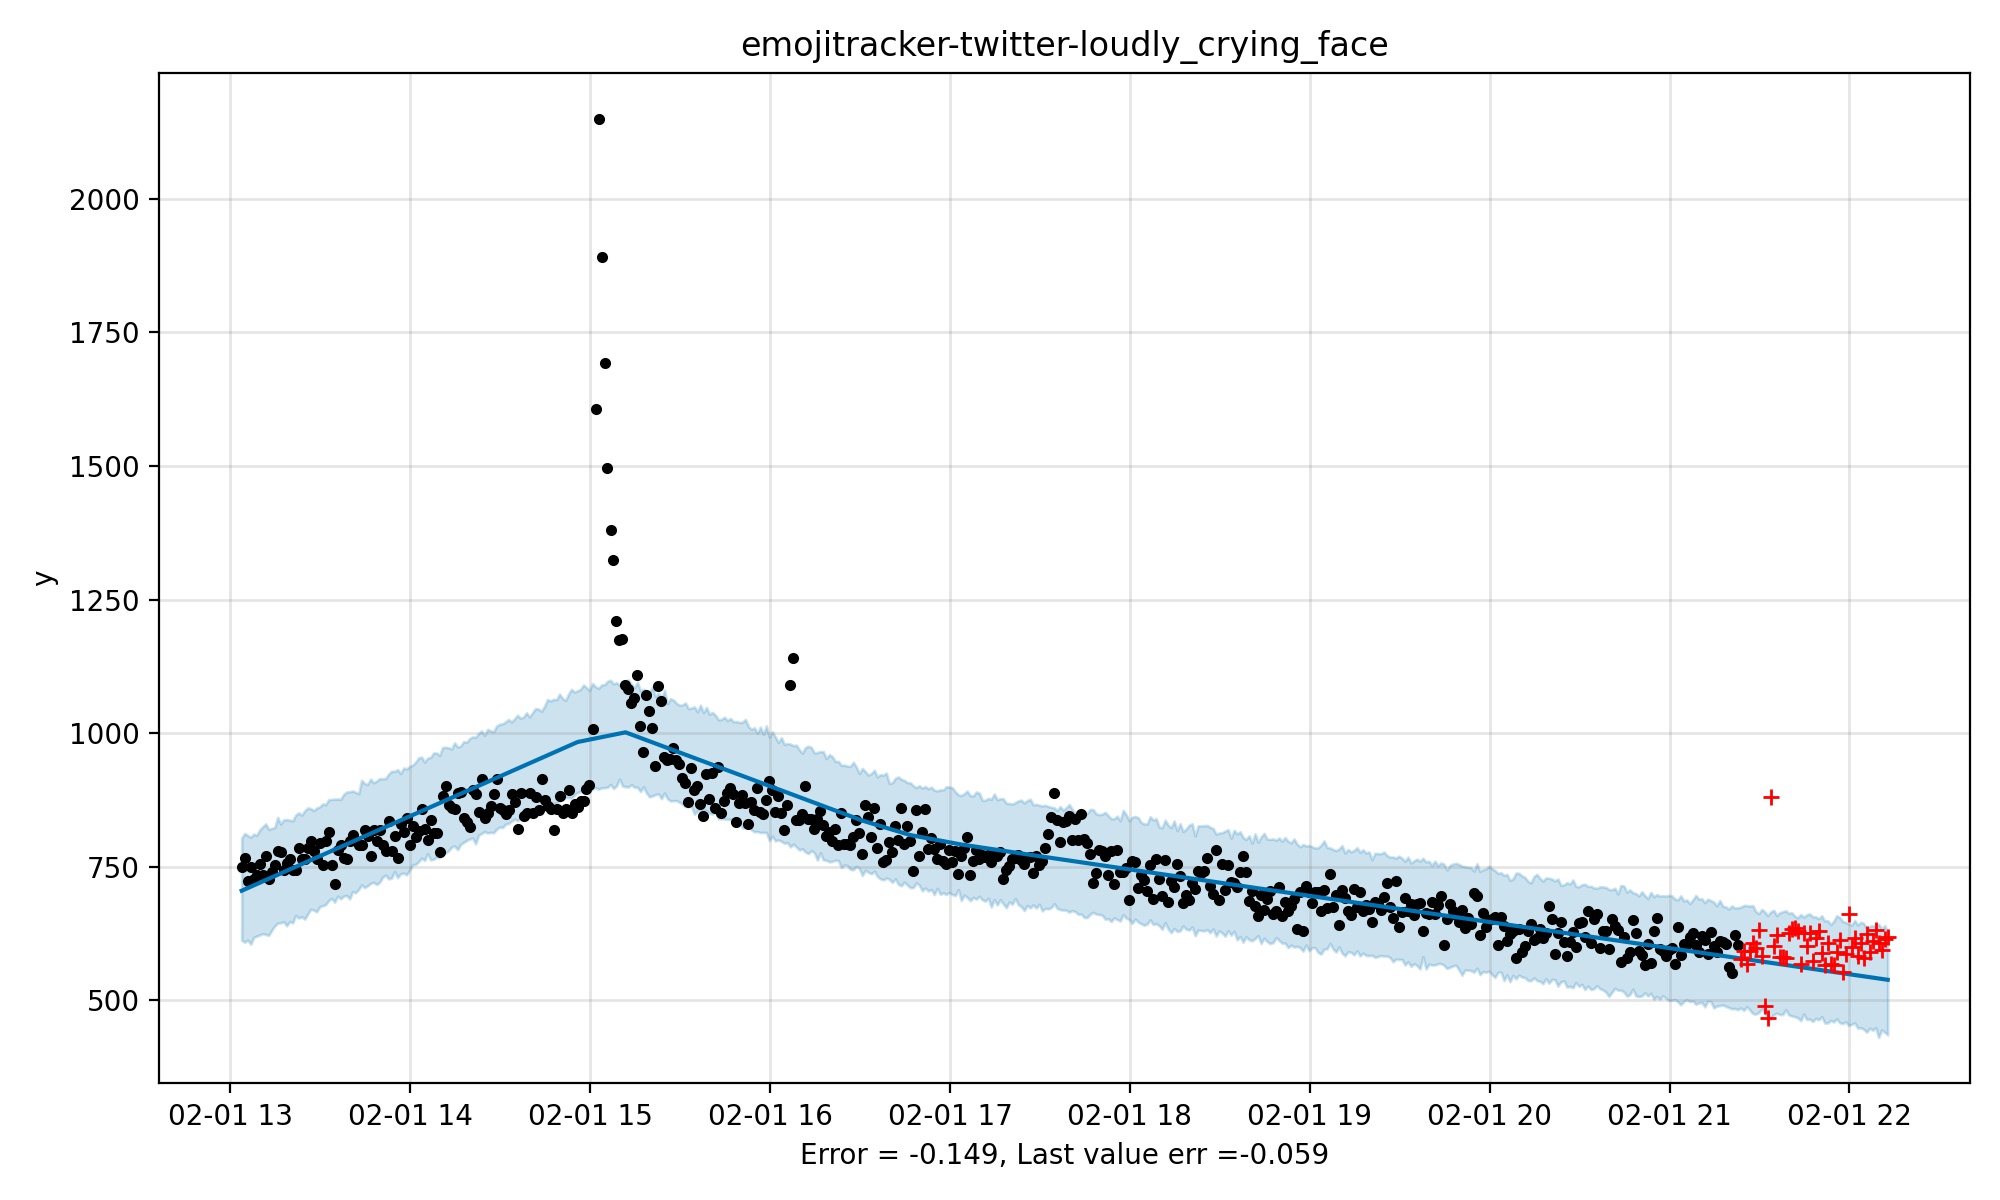 emojitracker-twitter-loudly_crying_face
y
2000
1750
1500
1250
1000
750
500
02-01 13 02-01 14 02-01 15 02-01 16 02-01 17 02-01 18 02-01 19 02-01 20 02-01 21 02-01 22
Error = -0.149, Last value err =-0.059